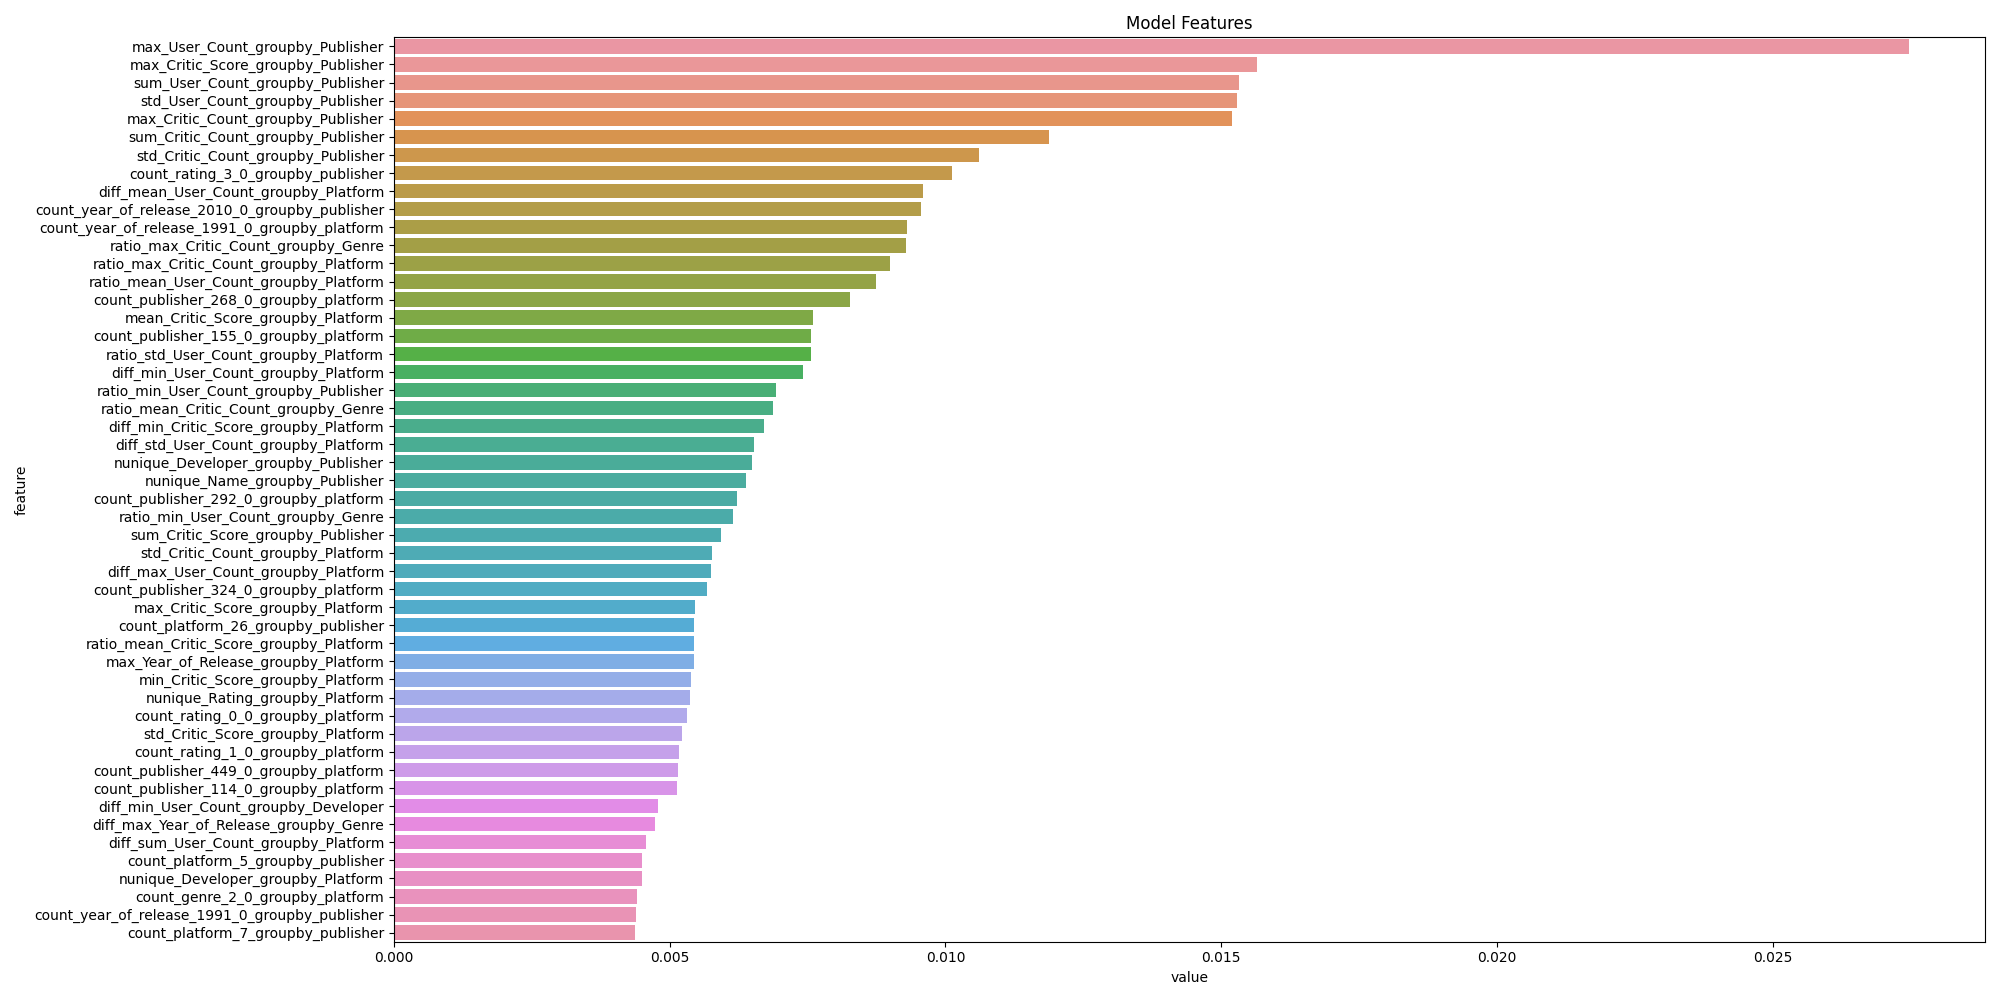 Model Features
max_User_Count_groupby_Publisher
max_Critic_Score_groupby_Publisher
sum_User_Count_groupby_Publisher
std_User_Count_groupby_Publisher
max_Critic_Count_groupby_Publisher
sum_Critic_Count_groupby_Publisher
std_Critic_Count_groupby_Publisher
count_rating_3_0_groupby_publisher
diff_mean_User_Count_groupby_Platform
count_year_of_release_2010_0_groupby_publisher
count_year_of_release_1991_0_groupby_platform
ratio_max_Critic_Count_groupby_Genre
ratio_max_Critic_Count_groupby_Platform
ratio_mean_User_Count_groupby_Platform
count_publisher_268_0_groupby_platform
mean_Critic_Score_groupby_Platform
count_publisher_155_0_groupby_platform
ratio_std_User_Count_groupby_Platform
diff_min_User_Count_groupby_Platform
ratio_min_User_Count_groupby_Publisher
ratio_mean_Critic_Count_groupby_Genre
diff_min_Critic_Score_groupby_Platform
diff_std_User_Count_groupby_Platform
nunique_Developer_groupby_Publisher
nunique_Name_groupby_Publisher
count_publisher_292_0_groupby_platform
ratio_min_User_Count_groupby_Genre
sum_Critic_Score_groupby_Publisher
std_Critic_Count_groupby_Platform
diff_max_User_Count_groupby_Platform
count_publisher_324_0_groupby_platform
max_Critic_Score_groupby_Platform
count_platform_26_groupby_publisher
ratio_mean_Critic_Score_groupby_Platform
max_Year_of_Release_groupby_Platform
min_Critic_Score_groupby_Platform
nunique_Rating_groupby_Platform
count_rating_0_0_groupby_platform
std_Critic_Score_groupby_Platform
count_rating_1_0_groupby_platform
count_publisher_449_0_groupby_platform
count_publisher_114_0_groupby_platform
diff_min_User_Count_groupby_Developer
diff_max_Year_of_Release_groupby_Genre
diff_sum_User_Count_groupby_Platform
count_platform_5_groupby_publisher
nunique_Developer_groupby_Platform
count_genre_2_0_groupby_platform
count_year_of_release_1991_0_groupby_publisher
count_platform_7_groupby_publisher
feature
0.000 0.005 0.010 0.015 0.020 0.025
value